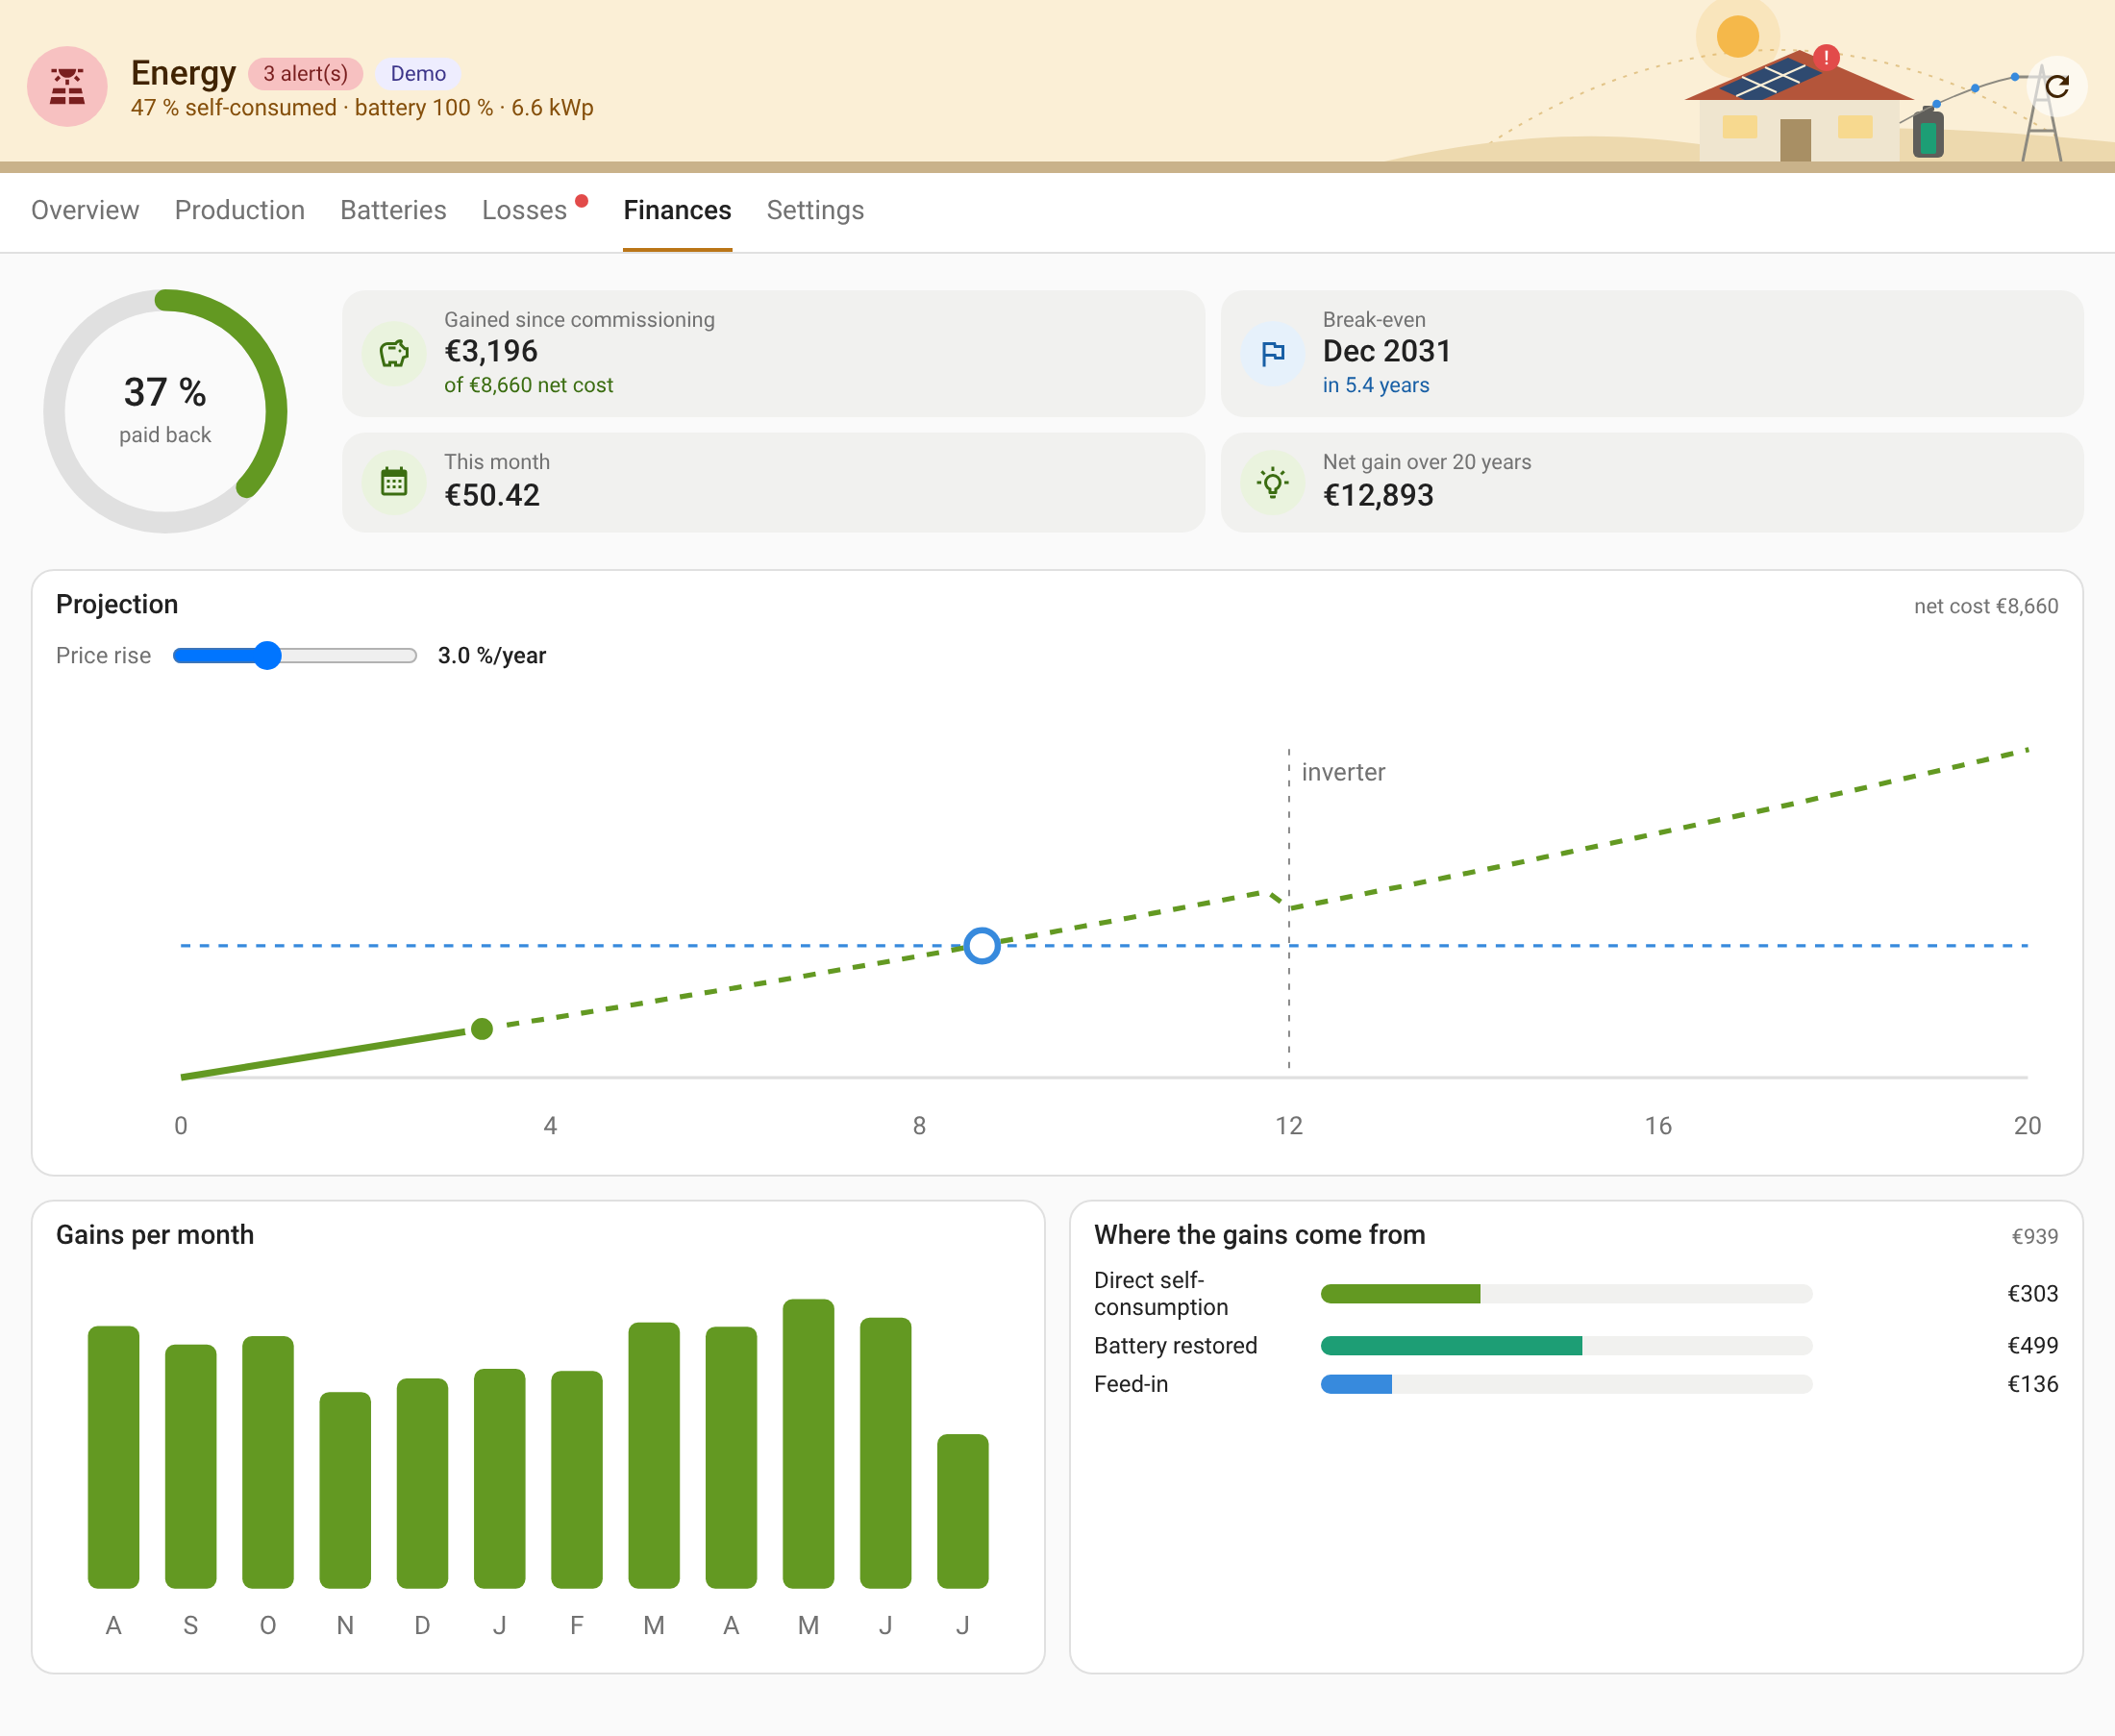 Energy 3 alert(s) Demo
47 % self-consumed · battery 100 % · 6.6 kWp
!
Overview Production Batteries Losses Finances Settings
37 %
paid back
Gained since commissioning
€3,196
of €8,660 net cost
Break-even
Dec 2031
in 5.4 years
This month
€50.42
Net gain over 20 years
€12,893
Projection
net cost €8,660
Price rise 3.0 %/year
inverter
0 4 8 12 16 20
Gains per month
A S O N D J F M A M J J
Where the gains come from
€939
Direct self-
consumption
€303
Battery restored €499
Feed-in €136